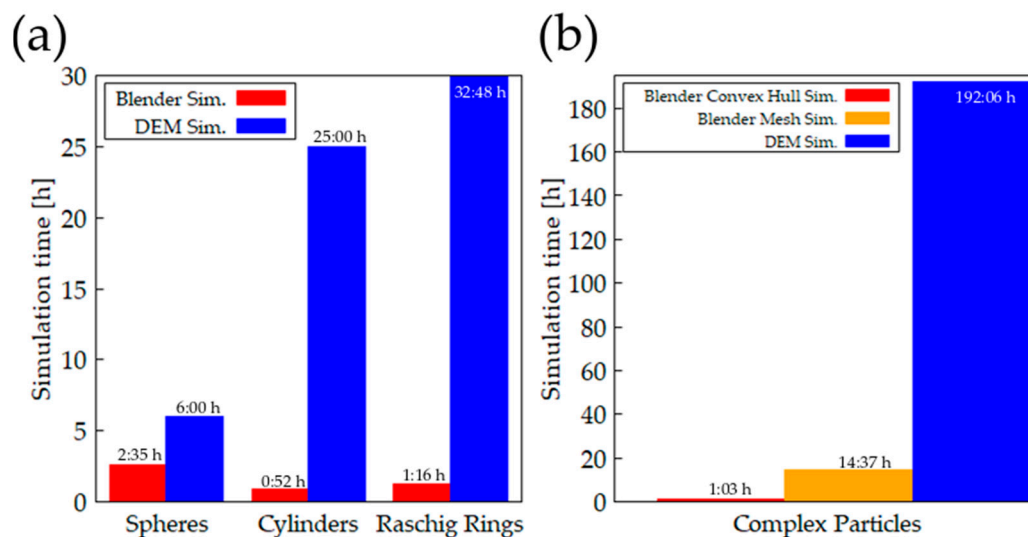 (a)
Simulation time [h]
30
25
20
15
10
5
0
Blender Sim.
DEM Sim.
2:35 h
6:00 h
0:52 h
25:00 h
1:16 h
32:48 h
Spheres
Cylinders
Raschig Rings
(b)
Simulation time [h]
180
160
140
120
100
80
60
40
20
0
Blender Convex Hull Sim.
Blender Mesh Sim.
DEM Sim.
1:03 h
14:37 h
192:06 h
Complex Particles